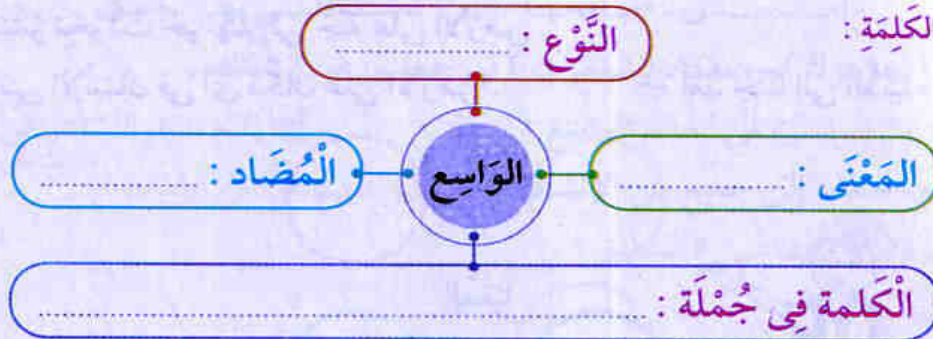 الكَلِمَةِ :
النَّوْع : ..............................
المَعْنَى : ..............................
الوَاسِع
الْمُضَاد : ..............................
الْكَلمة فِي جُمْلَة : ..............................